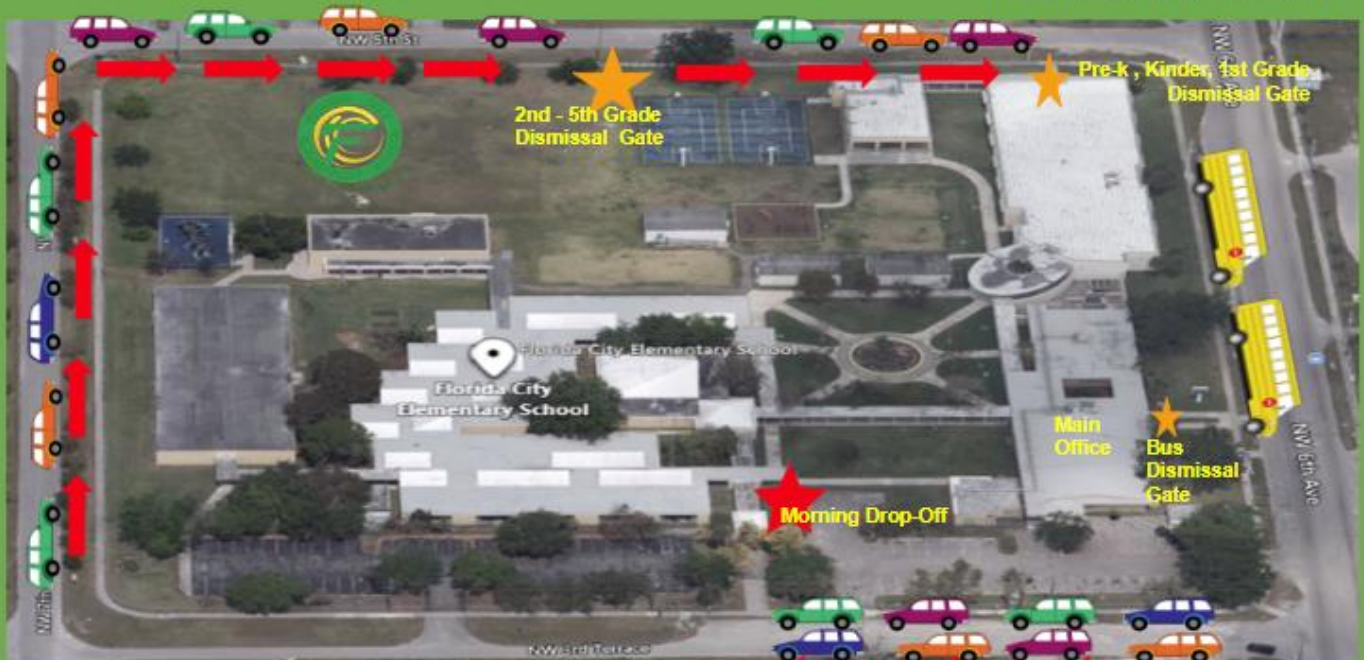 NW 5th St
Pre-k , Kinder, 1st Grade
Dismissal Gate
2nd - 5th Grade
Dismissal Gate
Florida City Elementary School
Florida City
Elementary School
Main
Office
Bus
Dismissal
Gate
NW 6th Ave
Morning Drop-Off
NW 3rd Terrace